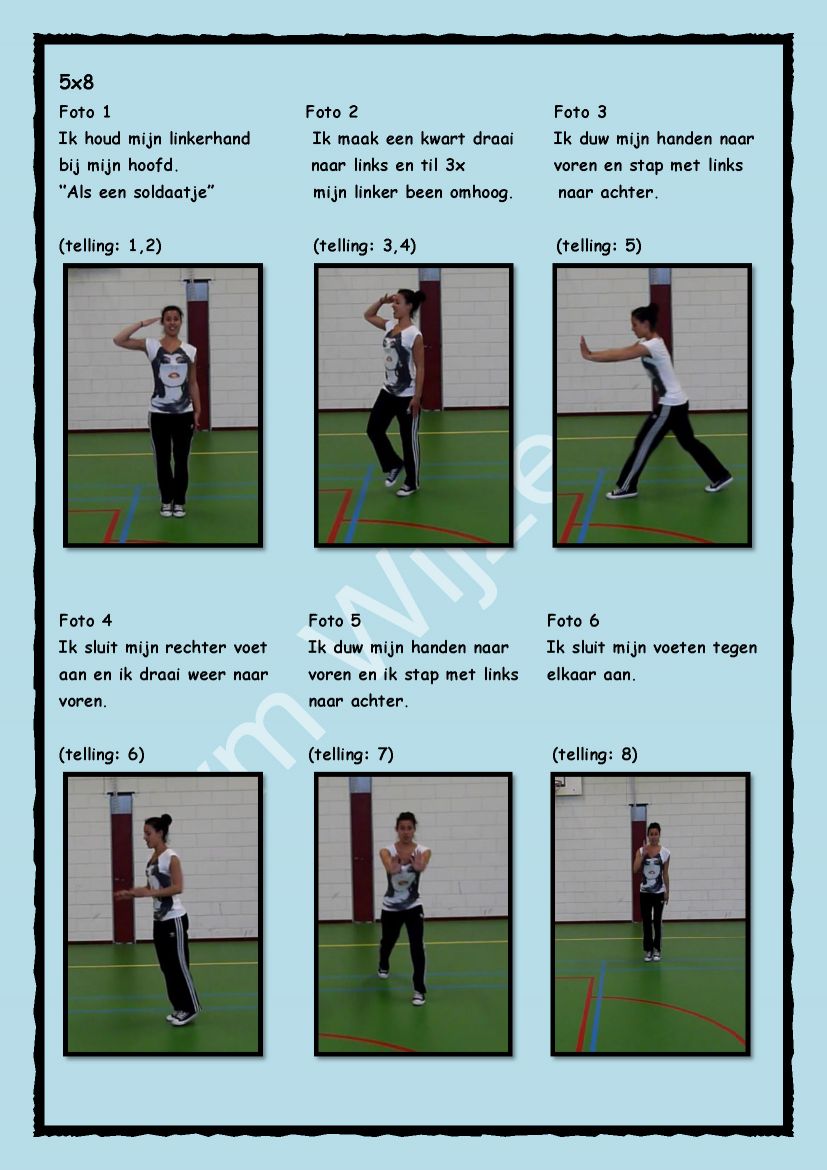 5x8
Foto 1
Ik houd mijn linkerhand
bij mijn hoofd.
"Als een soldaatje"
(telling: 1,2)
Foto 2
Ik maak een kwart draai
naar links en til 3x
mijn linker been omhoog.
(telling: 3,4)
Foto 3
Ik duw mijn handen naar
voren en stap met links
naar achter.
(telling: 5)
Foto 4
Ik sluit mijn rechter voet
aan en ik draai weer naar
voren.
(telling: 6)
Foto 5
Ik duw mijn handen naar
voren en ik stap met links
naar achter.
(telling: 7)
Foto 6
Ik sluit mijn voeten tegen
elkaar aan.
(telling: 8)